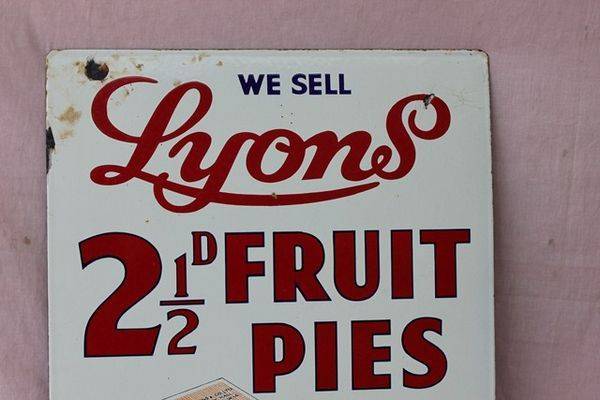 WE SELL
Lyons
2½D FRUIT
PIES